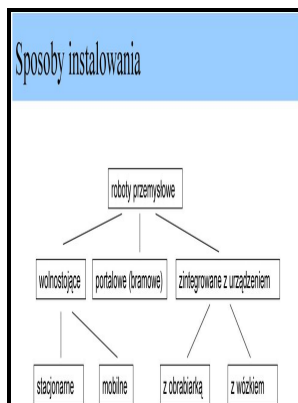 Sposoby instalowania
roboty przemysłowe
wolnostojące
portalowe (bramowe)
zintegrowane z urządzeniem
stacjonarne
mobilne
z obrabiarką
z wózkiem